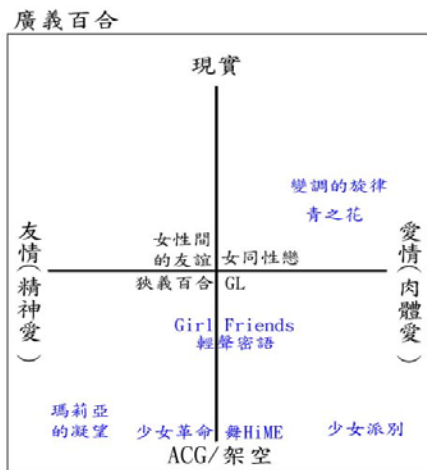 廣義百合
現實
變調的旋律
青之花
友情(精神愛)
女性間
的友誼
女同性戀
愛情(肉體愛)
狹義百合
GL
Girl Friends
輕聲密語
瑪莉亞
的凝望
少女革命
舞HiME
少女派別
ACG/架空